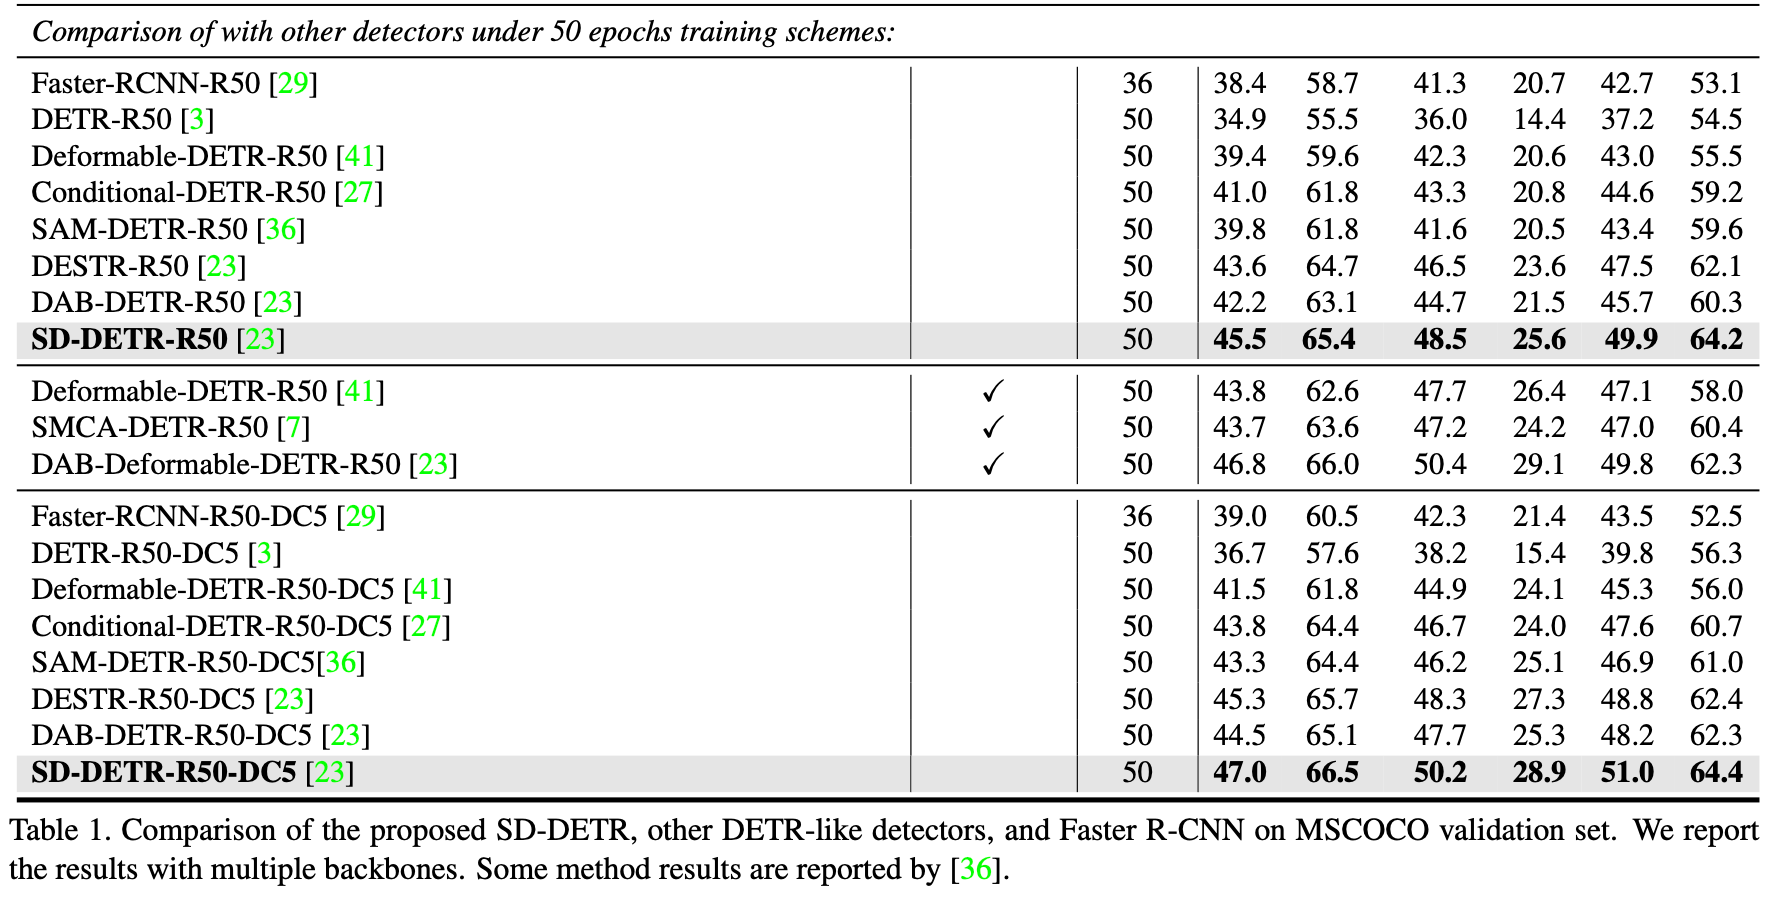 Comparison of with other detectors under 50 epochs training schemes:
Faster-RCNN-R50 [29] 36 38.4 58.7 41.3 20.7 42.7 53.1
DETR-R50 [3] 50 34.9 55.5 36.0 14.4 37.2 54.5
Deformable-DETR-R50 [41] 50 39.4 59.6 42.3 20.6 43.0 55.5
Conditional-DETR-R50 [27] 50 41.0 61.8 43.3 20.8 44.6 59.2
SAM-DETR-R50 [36] 50 39.8 61.8 41.6 20.5 43.4 59.6
DESTR-R50 [23] 50 43.6 64.7 46.5 23.6 47.5 62.1
DAB-DETR-R50 [23] 50 42.2 63.1 44.7 21.5 45.7 60.3
SD-DETR-R50 [23] 50 45.5 65.4 48.5 25.6 49.9 64.2
Deformable-DETR-R50 [41] ✓ 50 43.8 62.6 47.7 26.4 47.1 58.0
SMCA-DETR-R50 [7] ✓ 50 43.7 63.6 47.2 24.2 47.0 60.4
DAB-Deformable-DETR-R50 [23] ✓ 50 46.8 66.0 50.4 29.1 49.8 62.3
Faster-RCNN-R50-DC5 [29] 36 39.0 60.5 42.3 21.4 43.5 52.5
DETR-R50-DC5 [3] 50 36.7 57.6 38.2 15.4 39.8 56.3
Deformable-DETR-R50-DC5 [41] 50 41.5 61.8 44.9 24.1 45.3 56.0
Conditional-DETR-R50-DC5 [27] 50 43.8 64.4 46.7 24.0 47.6 60.7
SAM-DETR-R50-DC5[36] 50 43.3 64.4 46.2 25.1 46.9 61.0
DESTR-R50-DC5 [23] 50 45.3 65.7 48.3 27.3 48.8 62.4
DAB-DETR-R50-DC5 [23] 50 44.5 65.1 47.7 25.3 48.2 62.3
SD-DETR-R50-DC5 [23] 50 47.0 66.5 50.2 28.9 51.0 64.4
Table 1. Comparison of the proposed SD-DETR, other DETR-like detectors, and Faster R-CNN on MSCOCO validation set. We report
the results with multiple backbones. Some method results are reported by [36].